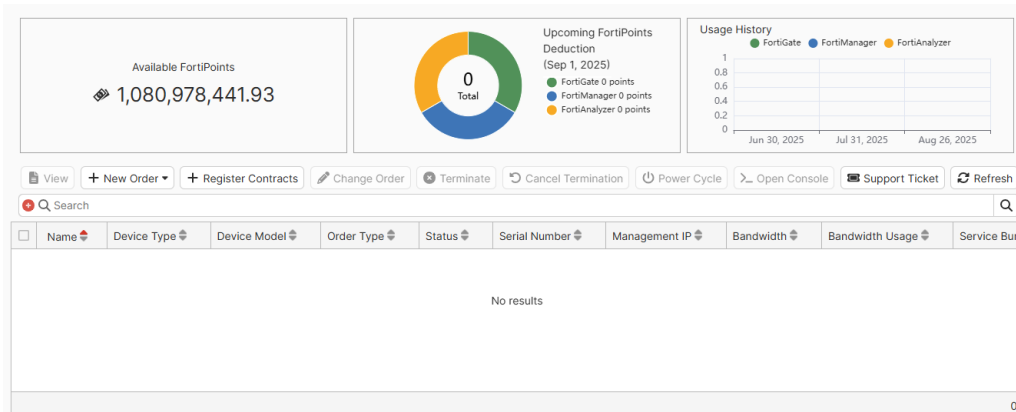 Available FortiPoints
1,080,978,441.93
0
Total
Upcoming FortiPoints
Deduction
(Sep 1, 2025)
FortiGate 0 points
FortiManager 0 points
FortiAnalyzer 0 points
Usage History
FortiGate FortiManager FortiAnalyzer
1
0.8
0.6
0.4
0.2
0
Jun 30, 2025 Jul 31, 2025 Aug 26, 2025
View + New Order + Register Contracts Change Order Terminate Cancel Termination Power Cycle >_ Open Console Support Ticket Refresh
Search
Name Device Type Device Model Order Type Status Serial Number Management IP Bandwidth Bandwidth Usage Service Bun
No results
0